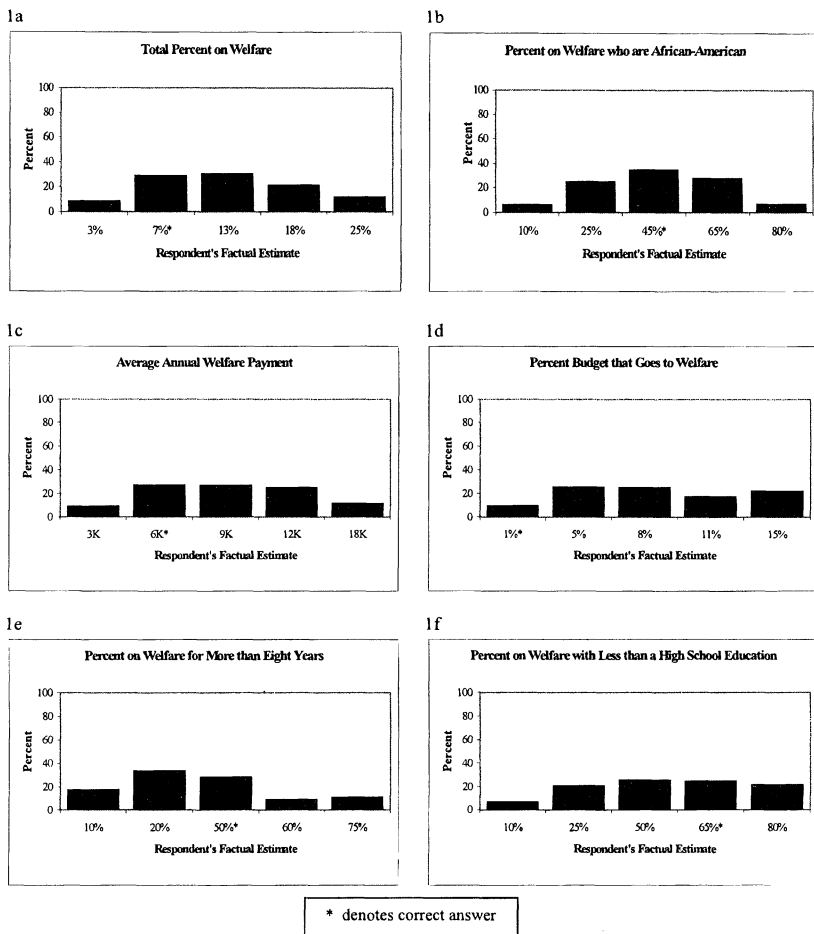 1a
Total Percent on Welfare
100
80
60
40
20
0
Percent
3% 7%* 13% 18% 25%
Respondent's Factual Estimate
1b
Percent on Welfare who are African-American
100
80
60
40
20
0
Percent
10% 25% 45%* 65% 80%
Respondent's Factual Estimate
1c
Average Annual Welfare Payment
100
80
60
40
20
0
Percent
3K 6K* 9K 12K 18K
Respondent's Factual Estimate
1d
Percent Budget that Goes to Welfare
100
80
60
40
20
0
Percent
1%* 5% 8% 11% 15%
Respondent's Factual Estimate
1e
Percent on Welfare for More than Eight Years
100
80
60
40
20
0
Percent
10% 20% 50%* 60% 75%
Respondent's Factual Estimate
1f
Percent on Welfare with Less than a High School Education
100
80
60
40
20
0
Percent
10% 25% 50% 65%* 80%
Respondent's Factual Estimate
* denotes correct answer